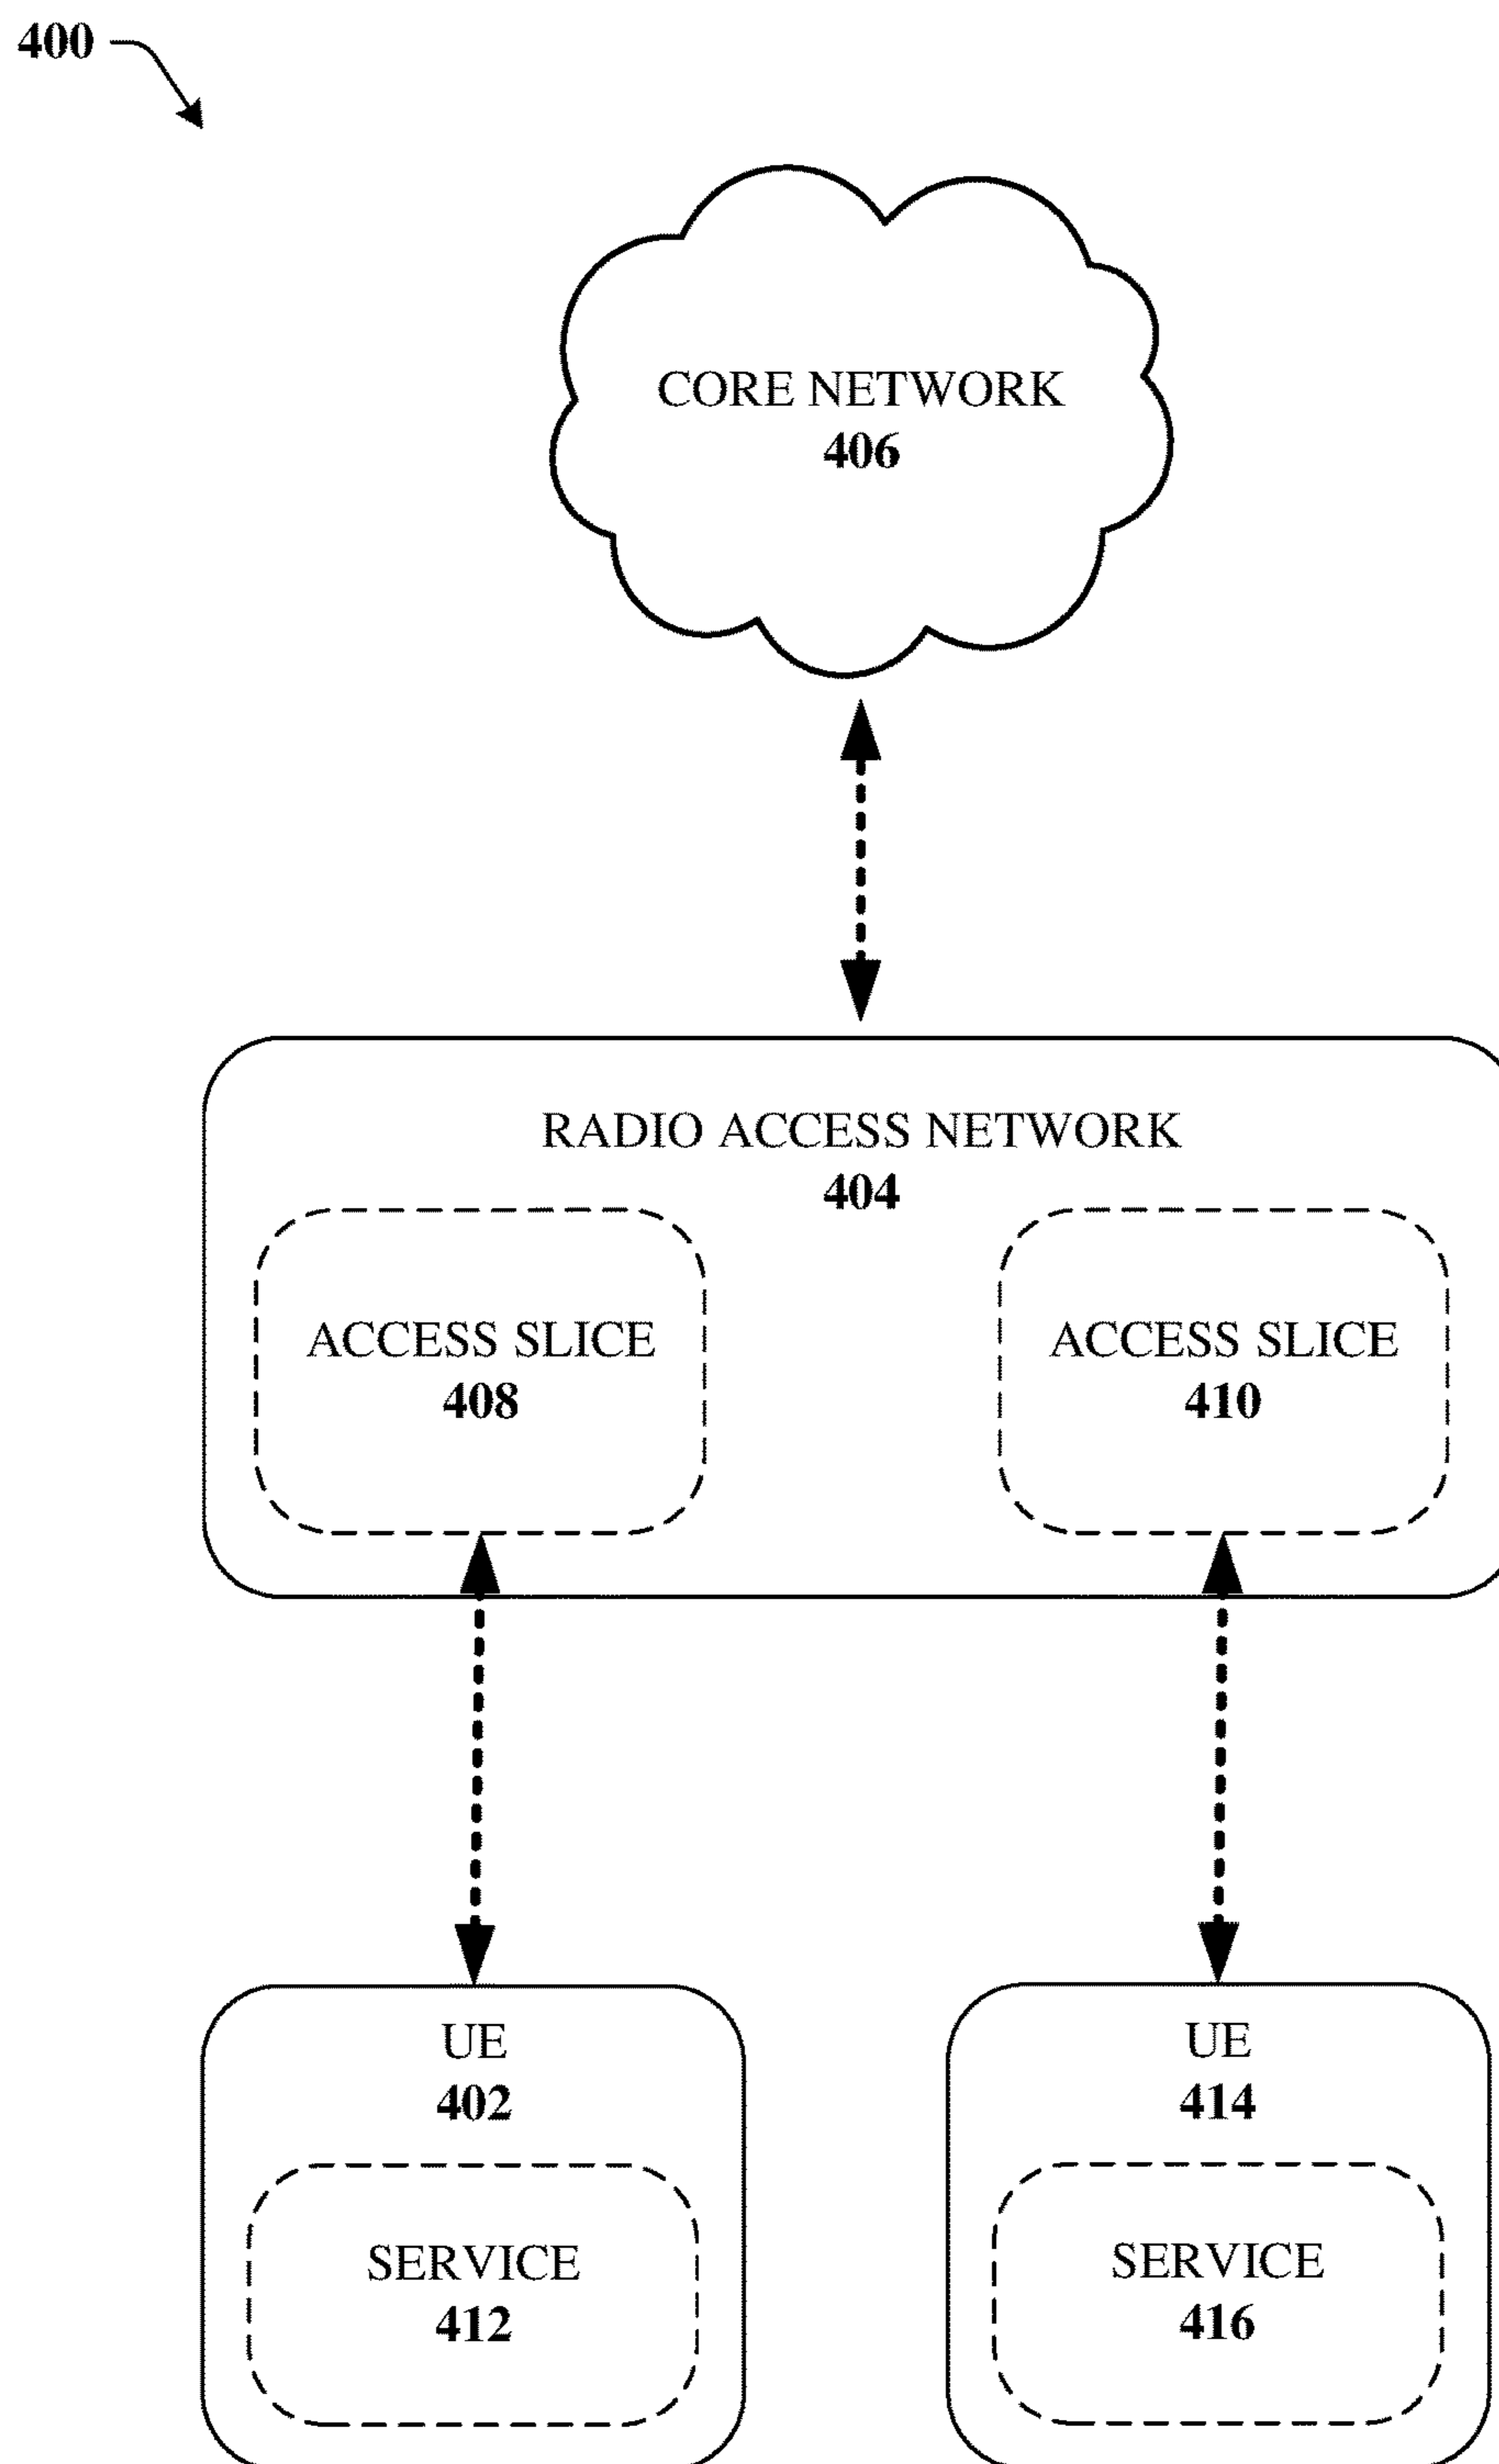 400
CORE NETWORK
406
RADIO ACCESS NETWORK
404
ACCESS SLICE
408
ACCESS SLICE
410
UE
402
SERVICE
412
UE
414
SERVICE
416